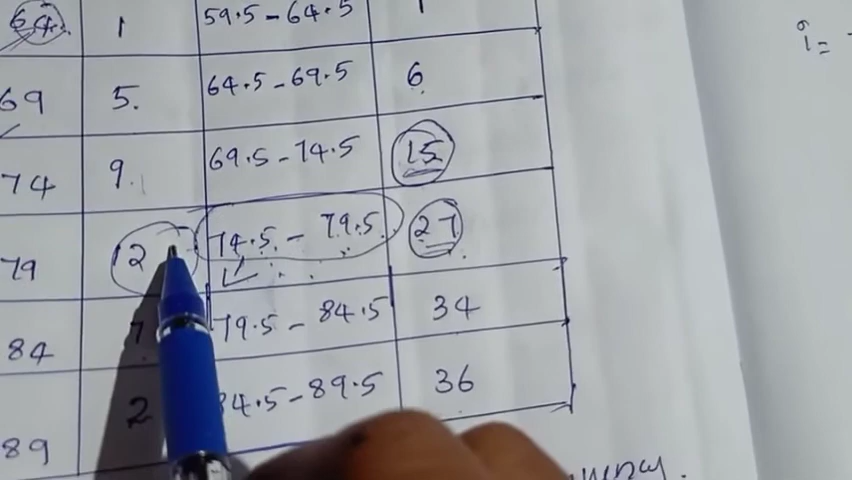 64. 1 59.5-64.5 1
69 5. 64.5-69.5 6
74 9 69.5-74.5 15
79 12 74.5-79.5 27
84 7 79.5-84.5 34
89 2 84.5-89.5 36
i =